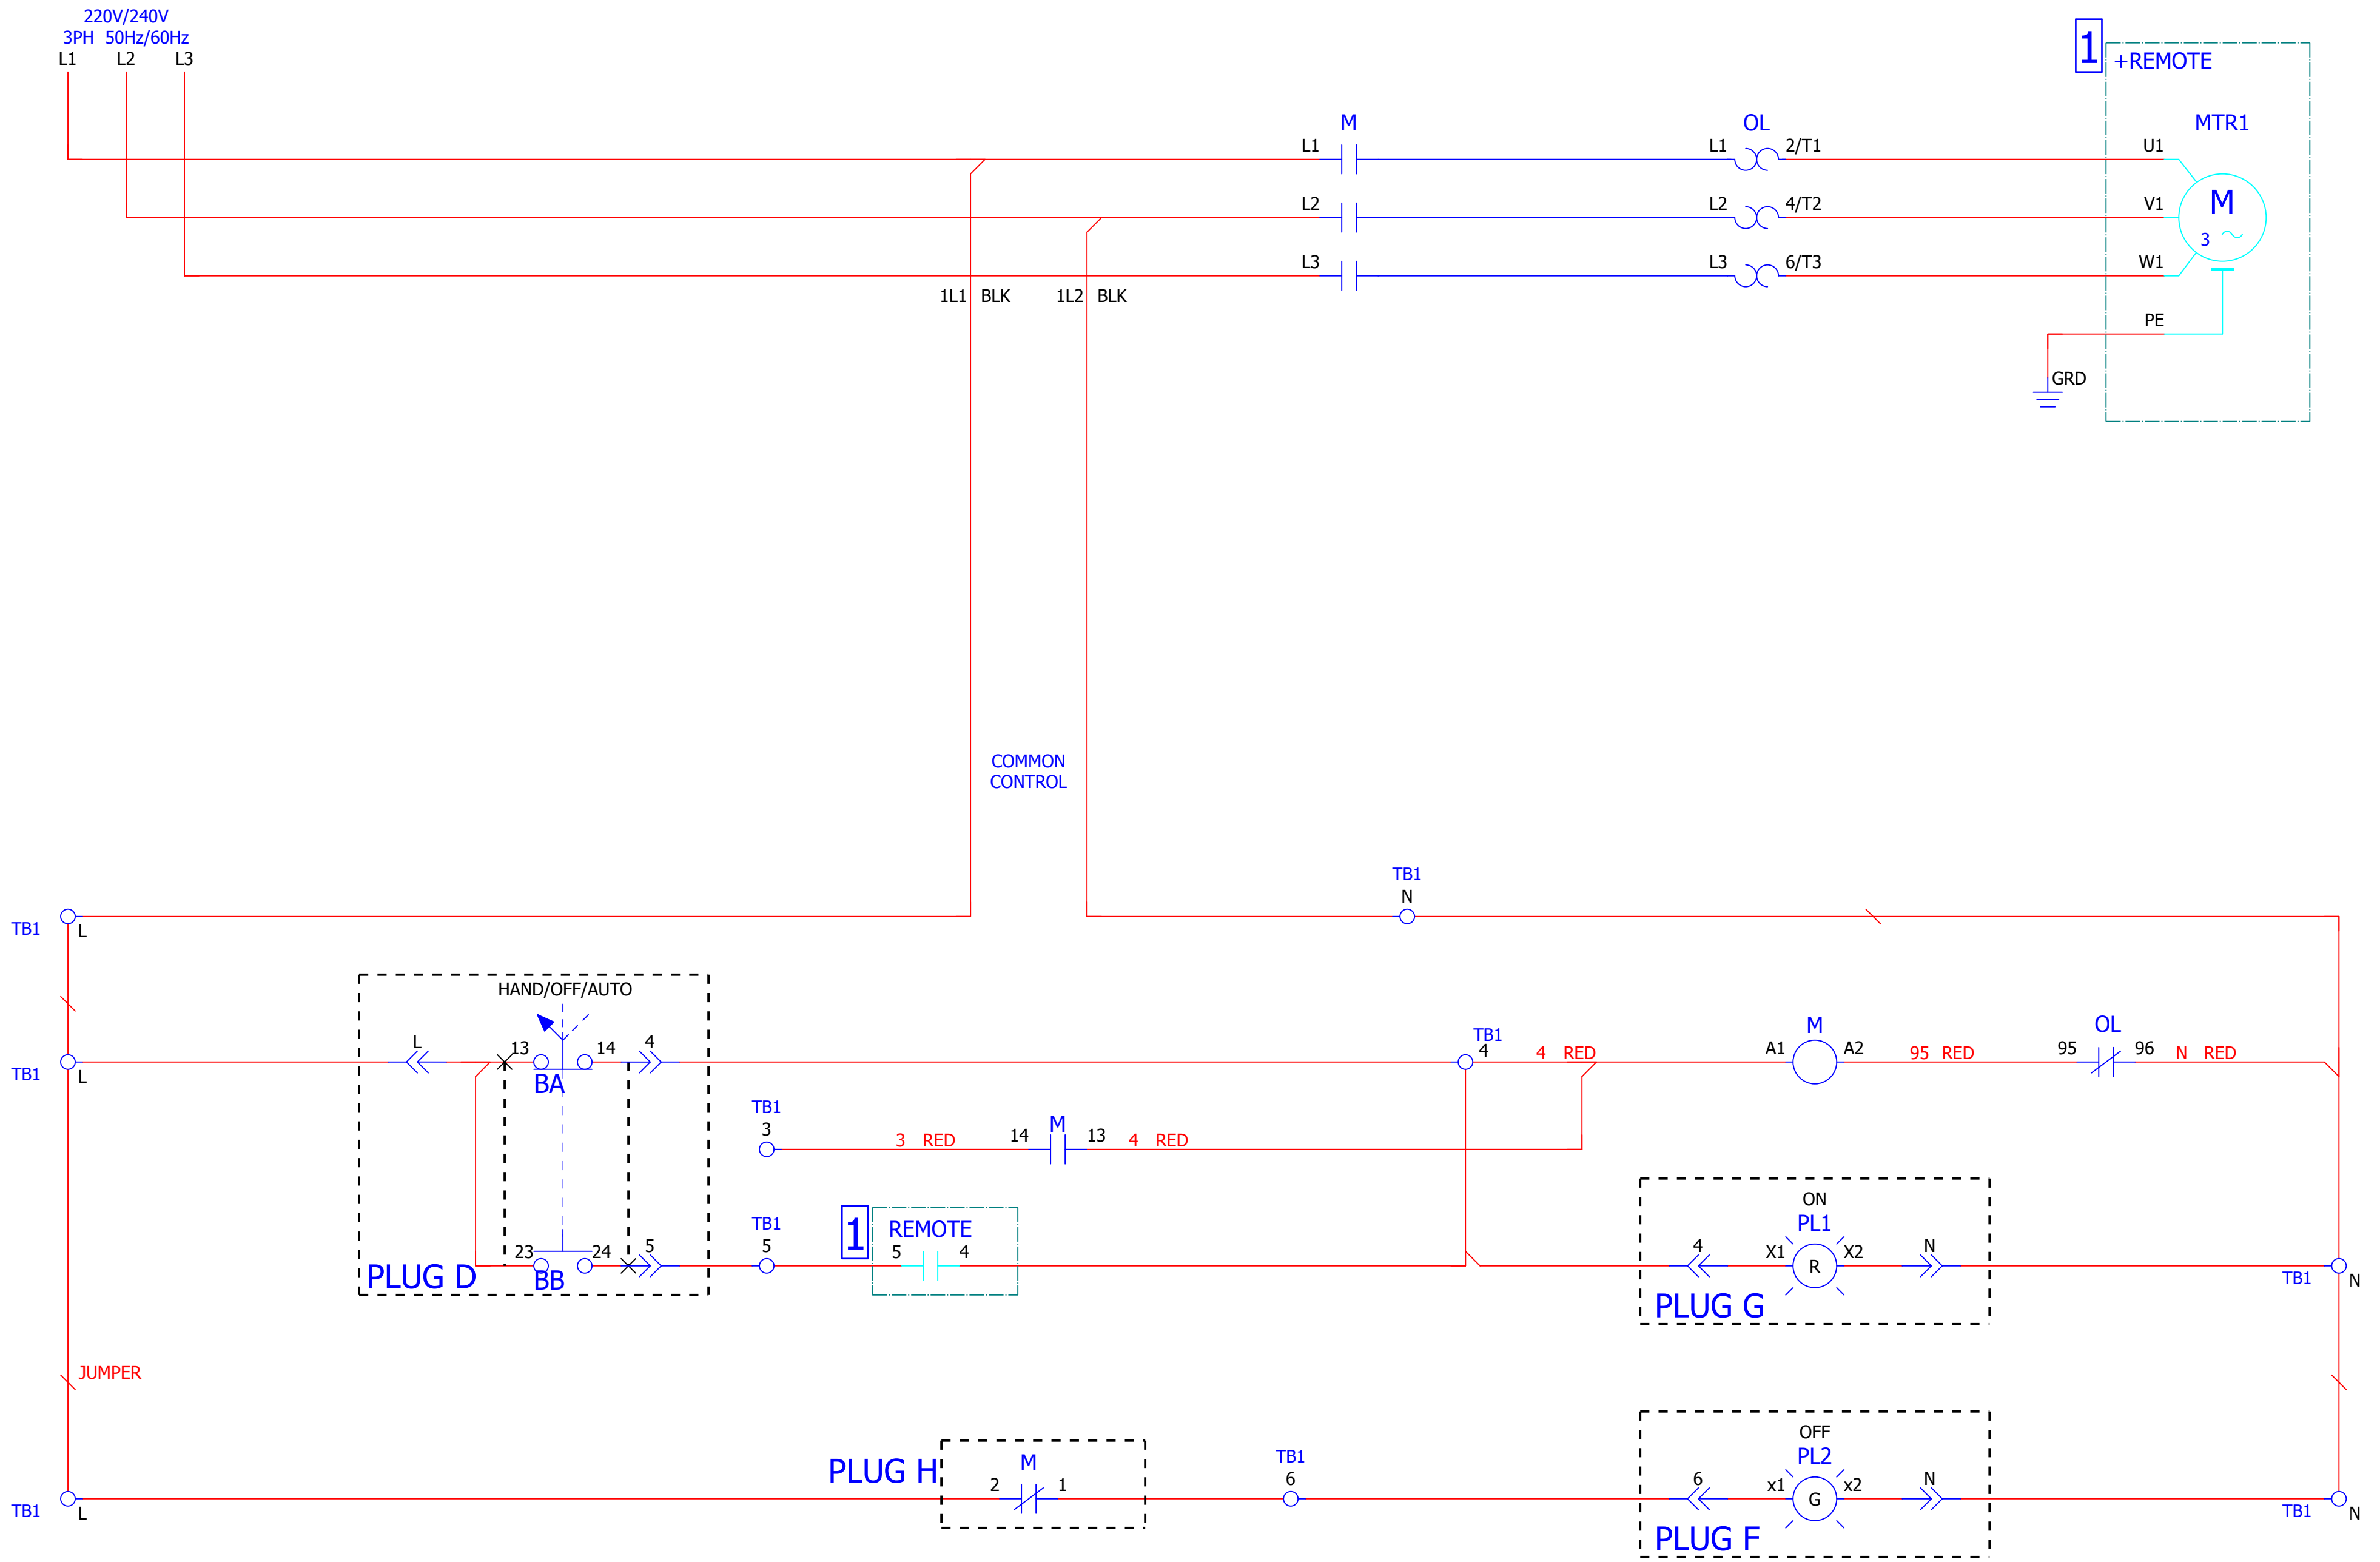 220V/240V
3PH 50Hz/60Hz
L1 L2 L3
1 +REMOTE
M OL MTR1
L1 L1 2/T1 U1
L2 L2 4/T2 V1
M
3
L3 L3 6/T3 W1
1L1 BLK 1L2 BLK
PE
GRD
COMMON
CONTROL
TB1
N
TB1 L
HAND/OFF/AUTO
L 13 14 4
TB1 L
BA
TB1
4
4 RED
M
A1 A2
95 RED
OL
95 96
N RED
TB1
3
3 RED
M
14 13
4 RED
23 24 5
BB
PLUG D
TB1
5
1 REMOTE
5 4
ON
PL1
4 X1 R X2 N
PLUG G
TB1 N
JUMPER
TB1 L
PLUG H
M
2 1
TB1
6
OFF
PL2
6 x1 G x2 N
PLUG F
TB1 N